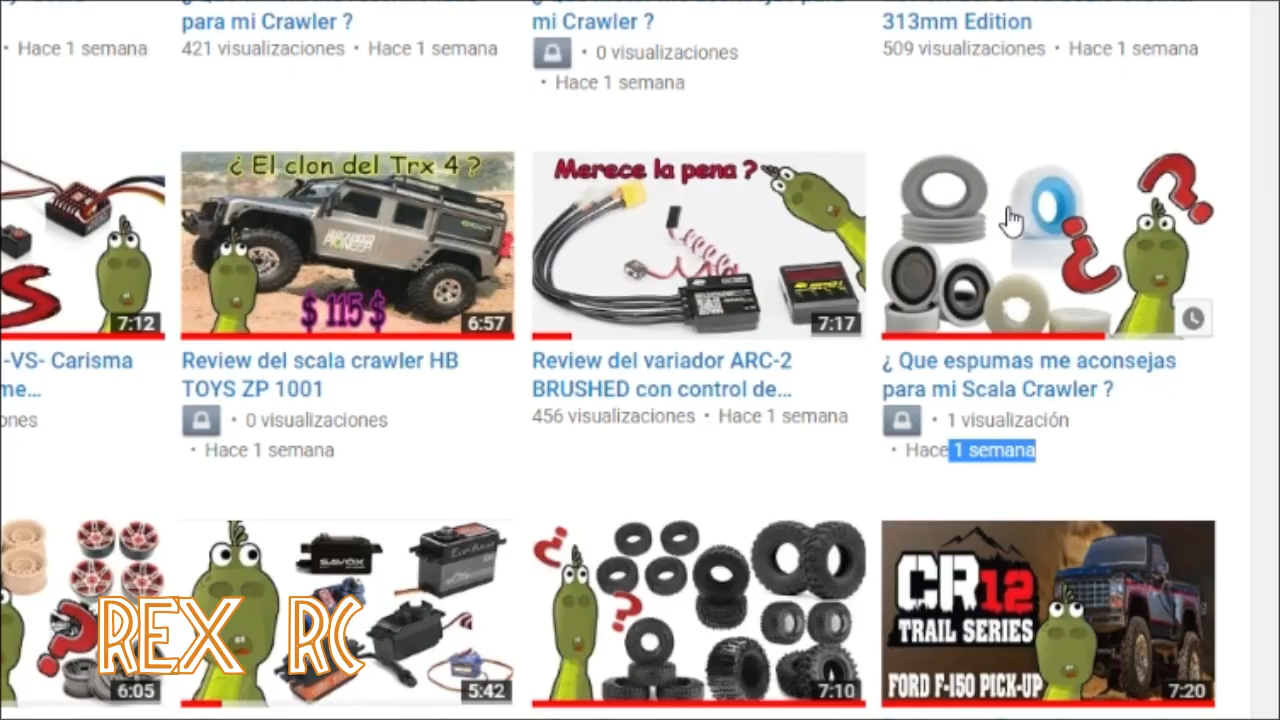 para mi Crawler ?
mi Crawler ?
313mm Edition
• Hace 1 semana
421 visualizaciones • Hace 1 semana
• 0 visualizaciones
• Hace 1 semana
509 visualizaciones • Hace 1 semana
¿ El clon del Trx 4 ?
PIONEER
$ 115 $
Merece la pena ?
¿ ?
S
7:12
6:57
7:17
-VS- Carisma
me…
ones
Review del scala crawler HB
TOYS ZP 1001
• 0 visualizaciones
• Hace 1 semana
Review del variador ARC-2
BRUSHED con control de…
456 visualizaciones • Hace 1 semana
¿ Que espumas me aconsejas
para mi Scala Crawler ?
• 1 visualización
• Hace 1 semana
SAVOX
¿
?
?
CR12
TRAIL SERIES
FORD F-150 PICK-UP
REX RC
6:05
5:42
7:10
7:20